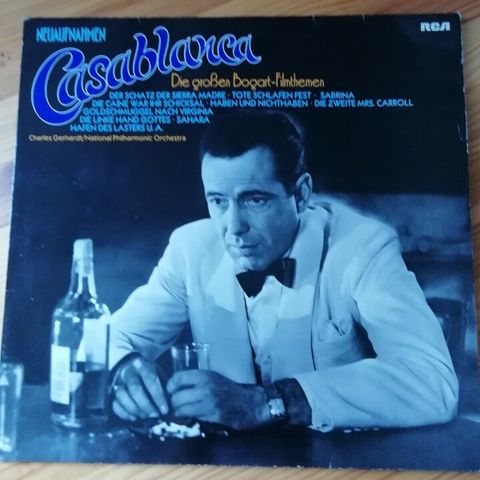 NEUAUFNAHMEN
RCA
Casablanca
Die großen Bogart-Filmthemen
DER SCHATZ DER SIERRA MADRE · TOTE SCHLAFEN FEST · SABRINA
DIE CAINE WAR IHR SCHICKSAL · HABEN UND NICHTHABEN · DIE ZWEITE MRS. CARROLL
GOLDSCHMUGGEL NACH VIRGINIA
DIE LINKE HAND GOTTES · SAHARA
HAFEN DES LASTERS U. A.
Charles Gerhardt/National Philharmonic Orchestra